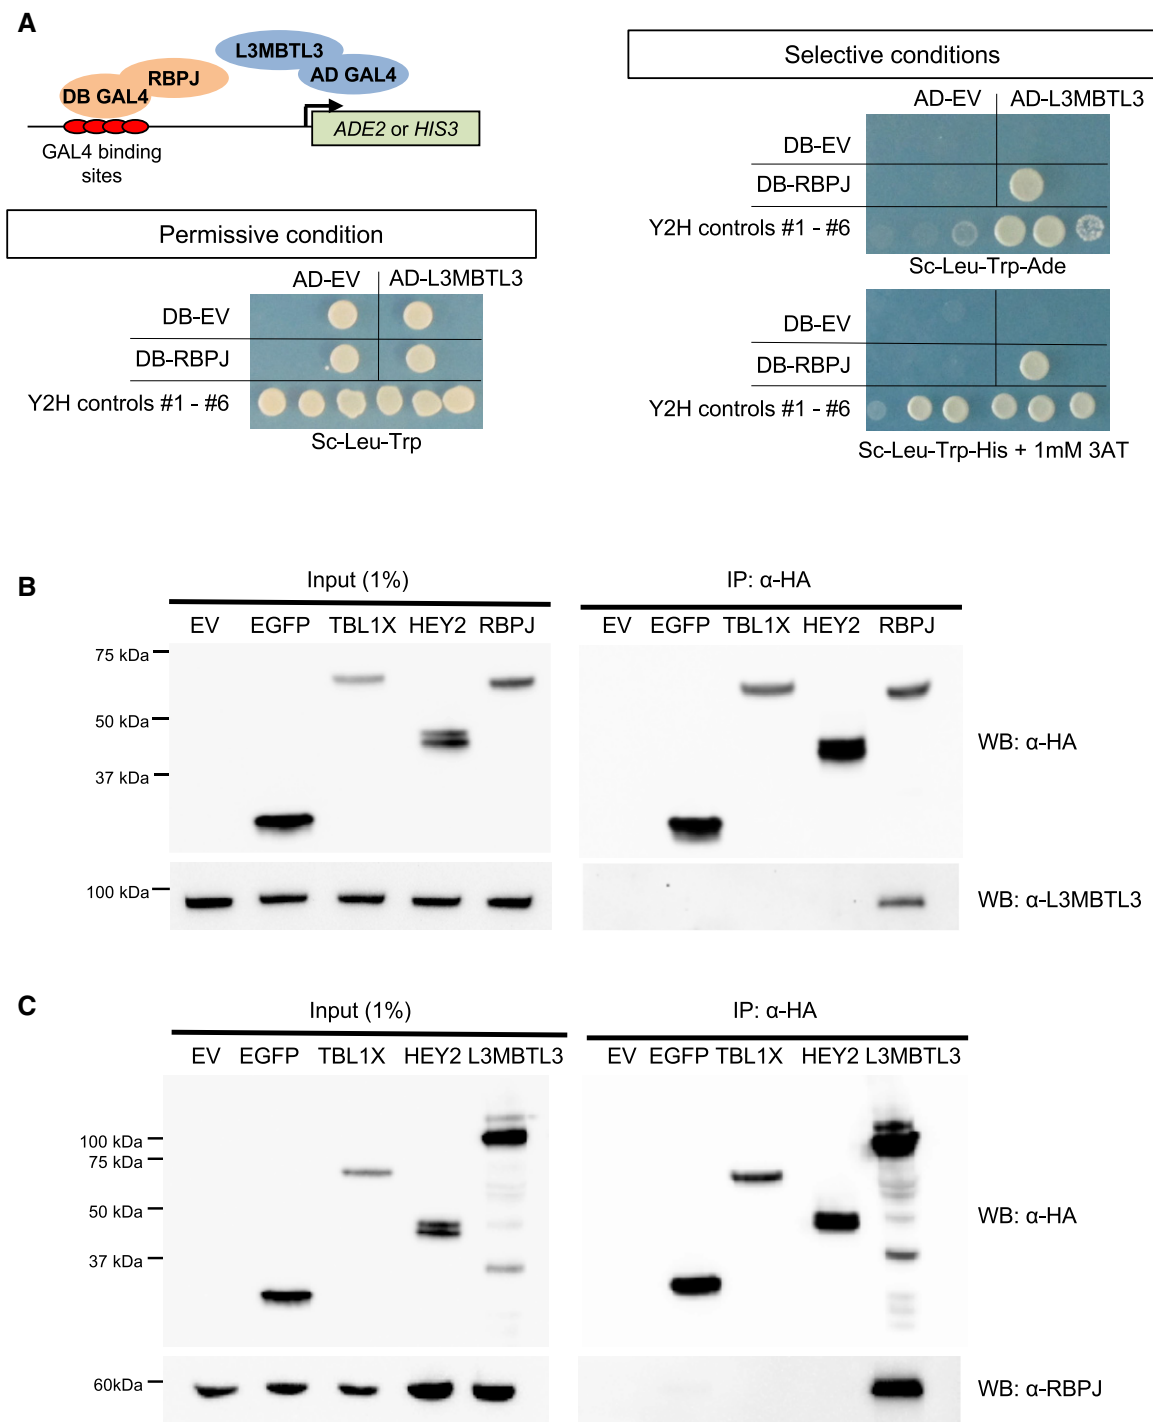 A
L3MBTL3
RBPJ
AD GAL4
DB GAL4
ADE2 or HIS3
GAL4 binding
sites
Permissive condition
AD-EV AD-L3MBTL3
DB-EV
DB-RBPJ
Y2H controls #1 - #6
Sc-Leu-Trp
Selective conditions
AD-EV AD-L3MBTL3
DB-EV
DB-RBPJ
Y2H controls #1 - #6
Sc-Leu-Trp-Ade
DB-EV
DB-RBPJ
Y2H controls #1 - #6
Sc-Leu-Trp-His + 1mM 3AT
B
Input (1%)
EV EGFP TBL1X HEY2 RBPJ
75 kDa
50 kDa
37 kDa
100 kDa
IP: α-HA
EV EGFP TBL1X HEY2 RBPJ
WB: α-HA
WB: α-L3MBTL3
C
Input (1%)
EV EGFP TBL1X HEY2 L3MBTL3
100 kDa
75 kDa
50 kDa
37 kDa
60kDa
IP: α-HA
EV EGFP TBL1X HEY2 L3MBTL3
WB: α-HA
WB: α-RBPJ